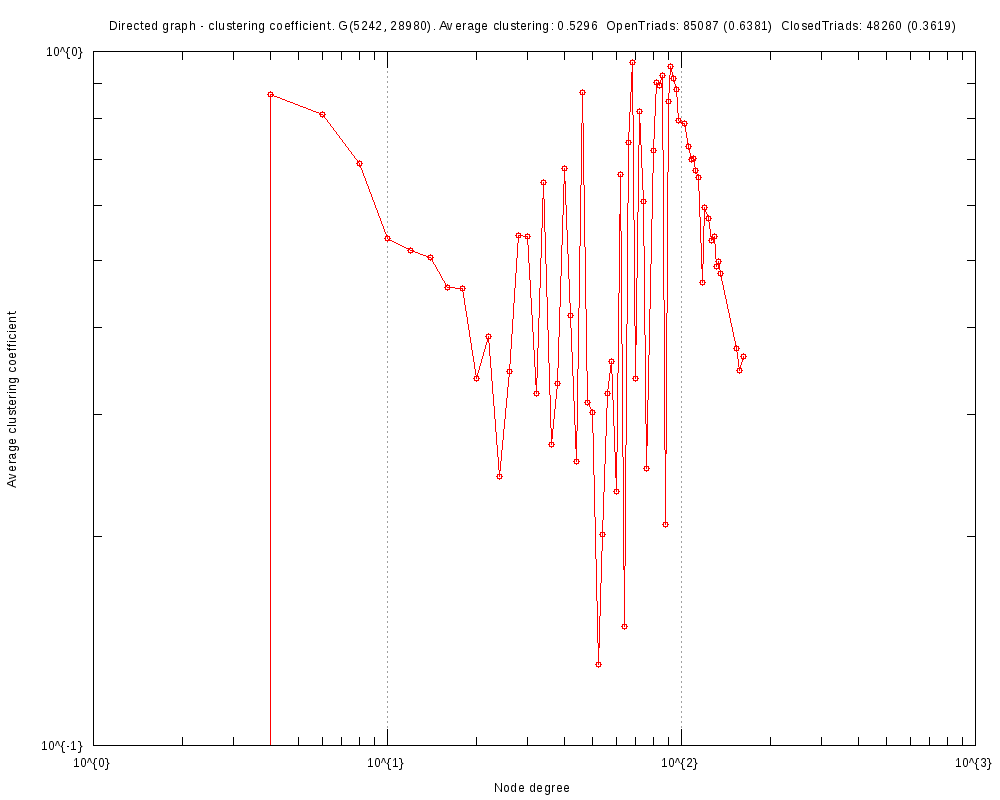 Directed graph - clustering coefficient. G(5242, 28980). Average clustering: 0.5296 OpenTriads: 85087 (0.6381) ClosedTriads: 48260 (0.3619)
10^{0}
Average clustering coefficient
10^{-1}
10^{0} 10^{1} 10^{2} 10^{3}
Node degree